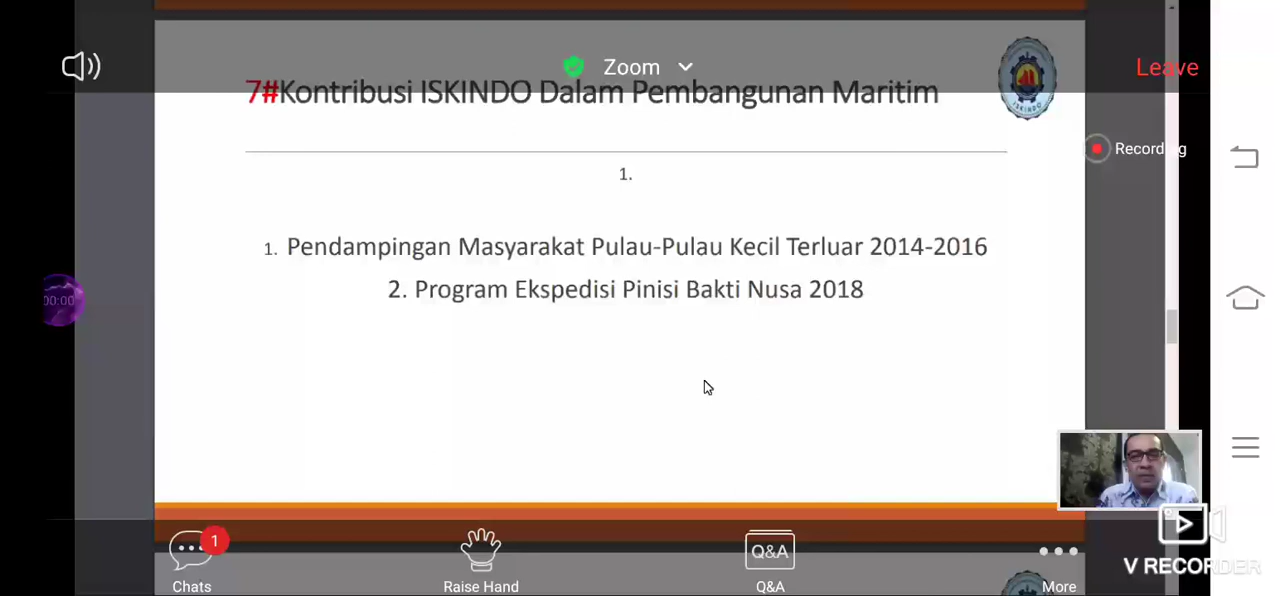 Zoom
Leave
7#Kontribusi ISKINDO Dalam Pembangunan Maritim
ISKINDO
Recording
1.
1. Pendampingan Masyarakat Pulau-Pulau Kecil Terluar 2014-2016
2. Program Ekspedisi Pinisi Bakti Nusa 2018
00:00
1
Q&A
Chats
Raise Hand
Q&A
More
V RECORDER